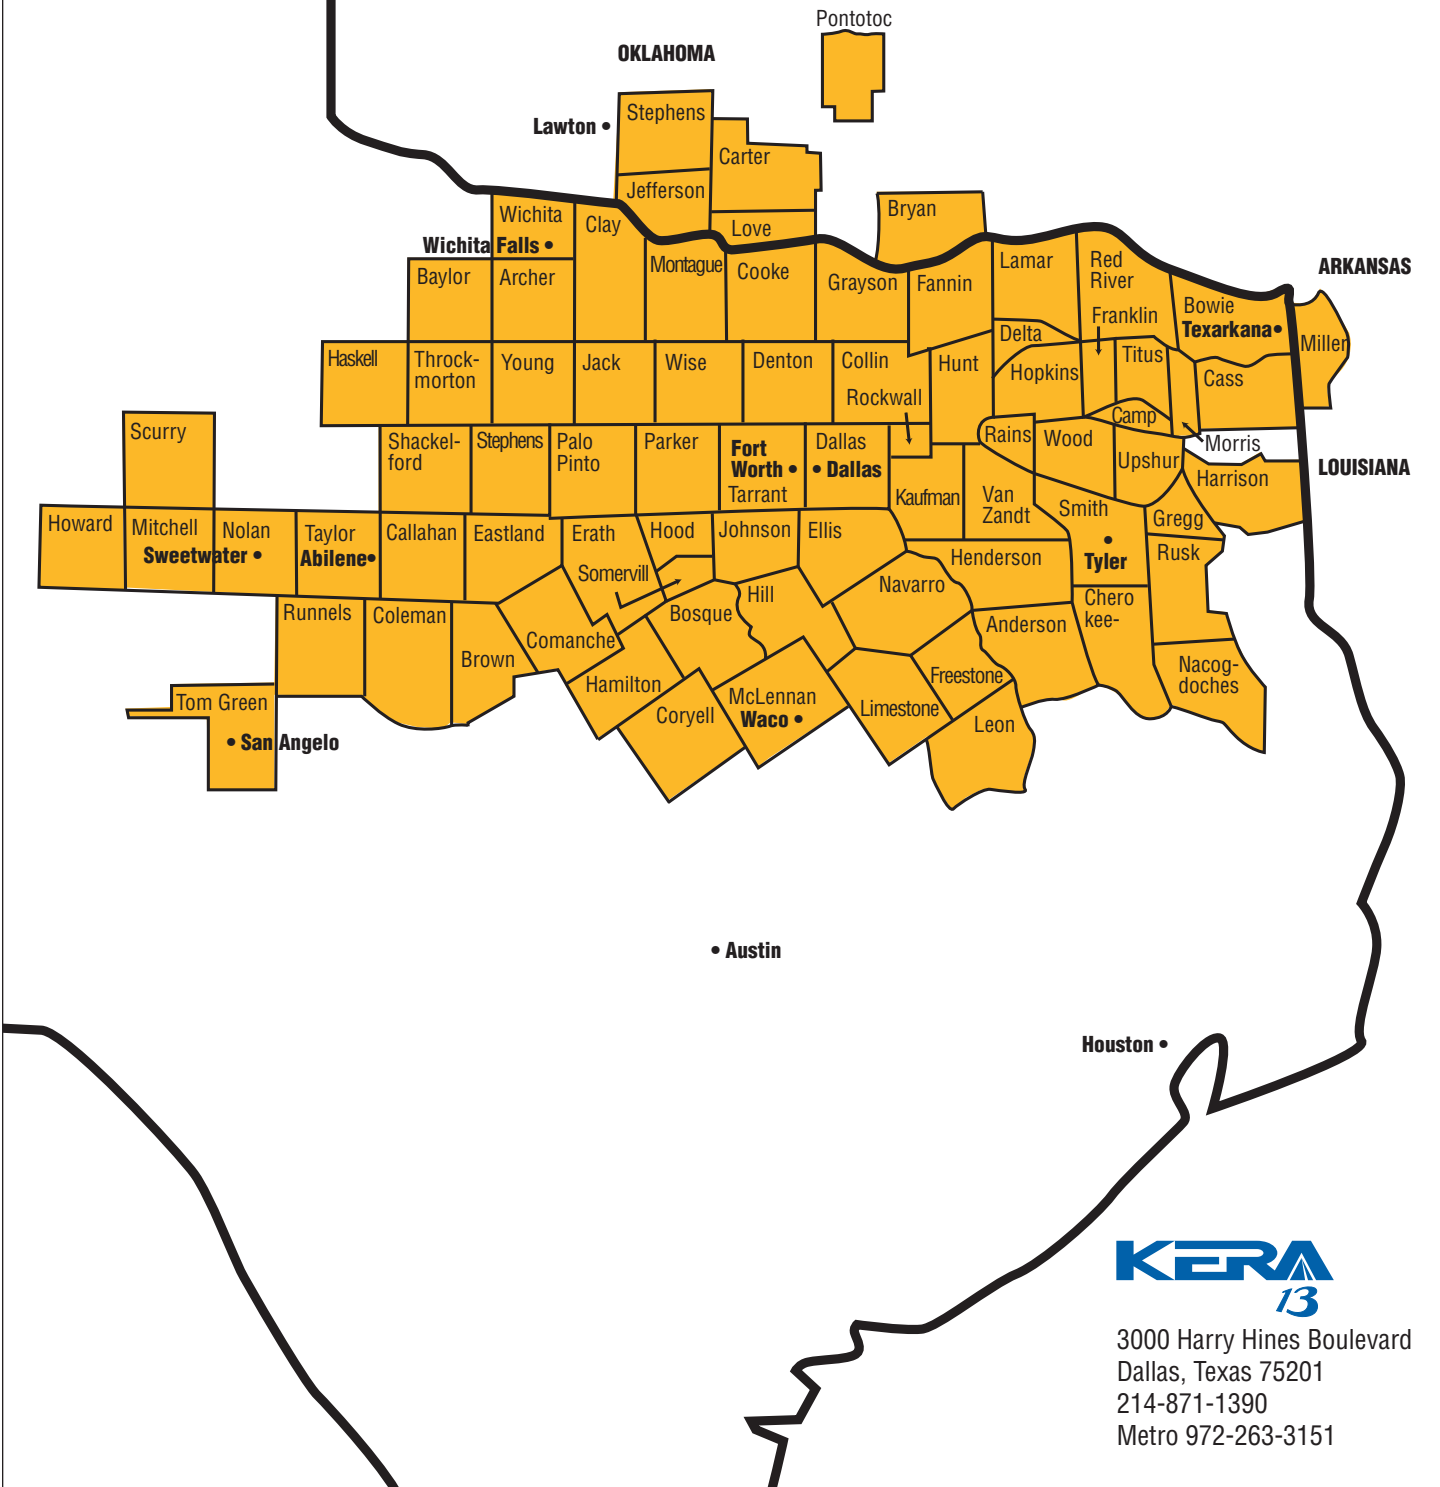 Pontotoc
OKLAHOMA
Stephens
Lawton •
Carter
Jefferson
Bryan
Wichita
Clay
Love
Wichita Falls •
Montague
Cooke
Lamar
Red
River
ARKANSAS
Baylor
Archer
Grayson
Fannin
Bowie
Texarkana•
Franklin
Delta
Miller
Haskell
Throck-
morton
Young
Jack
Wise
Denton
Collin
Hunt
Hopkins
Titus
Cass
Rockwall
Camp
Scurry
Shackel-
ford
Stephens
Palo
Pinto
Parker
Fort
Worth •
Tarrant
Dallas
• Dallas
Rains
Wood
Morris
Upshur
LOUISIANA
Harrison
Kaufman
Van
Zandt
Smith
Gregg
Howard
Mitchell
Nolan
Sweetwater •
Taylor
Abilene•
Callahan
Eastland
Erath
Hood
Johnson
Ellis
•
Tyler
Rusk
Henderson
Somervill
Navarro
Hill
Runnels
Coleman
Bosque
Anderson
Chero
kee-
Comanche
Brown
Nacog-
doches
Hamilton
Freestone
Tom Green
McLennan
Waco •
Coryell
Limestone
Leon
• San Angelo
• Austin
Houston •
KERA
13
3000 Harry Hines Boulevard
Dallas, Texas 75201
214-871-1390
Metro 972-263-3151